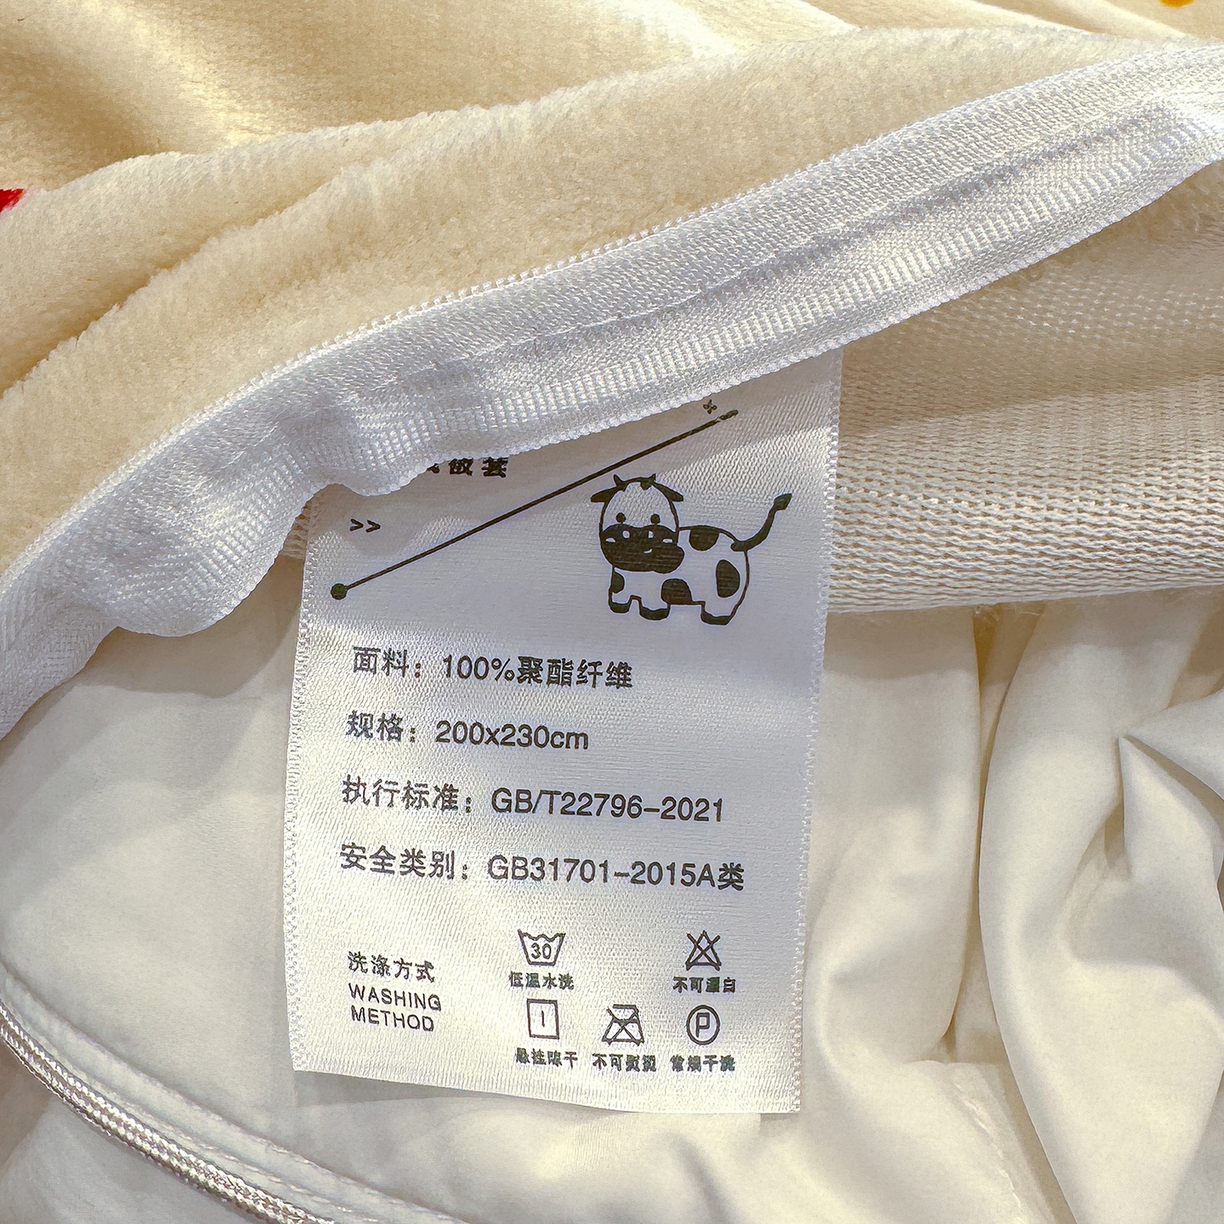 套
>>
面料：100%聚酯纤维
规格：200x230cm
执行标准：GB/T22796-2021
安全类别：GB31701-2015A类
洗涤方式
WASHING
METHOD
30
低温水洗
不可漂白
悬挂晾干
不可熨烫
P
常规干洗